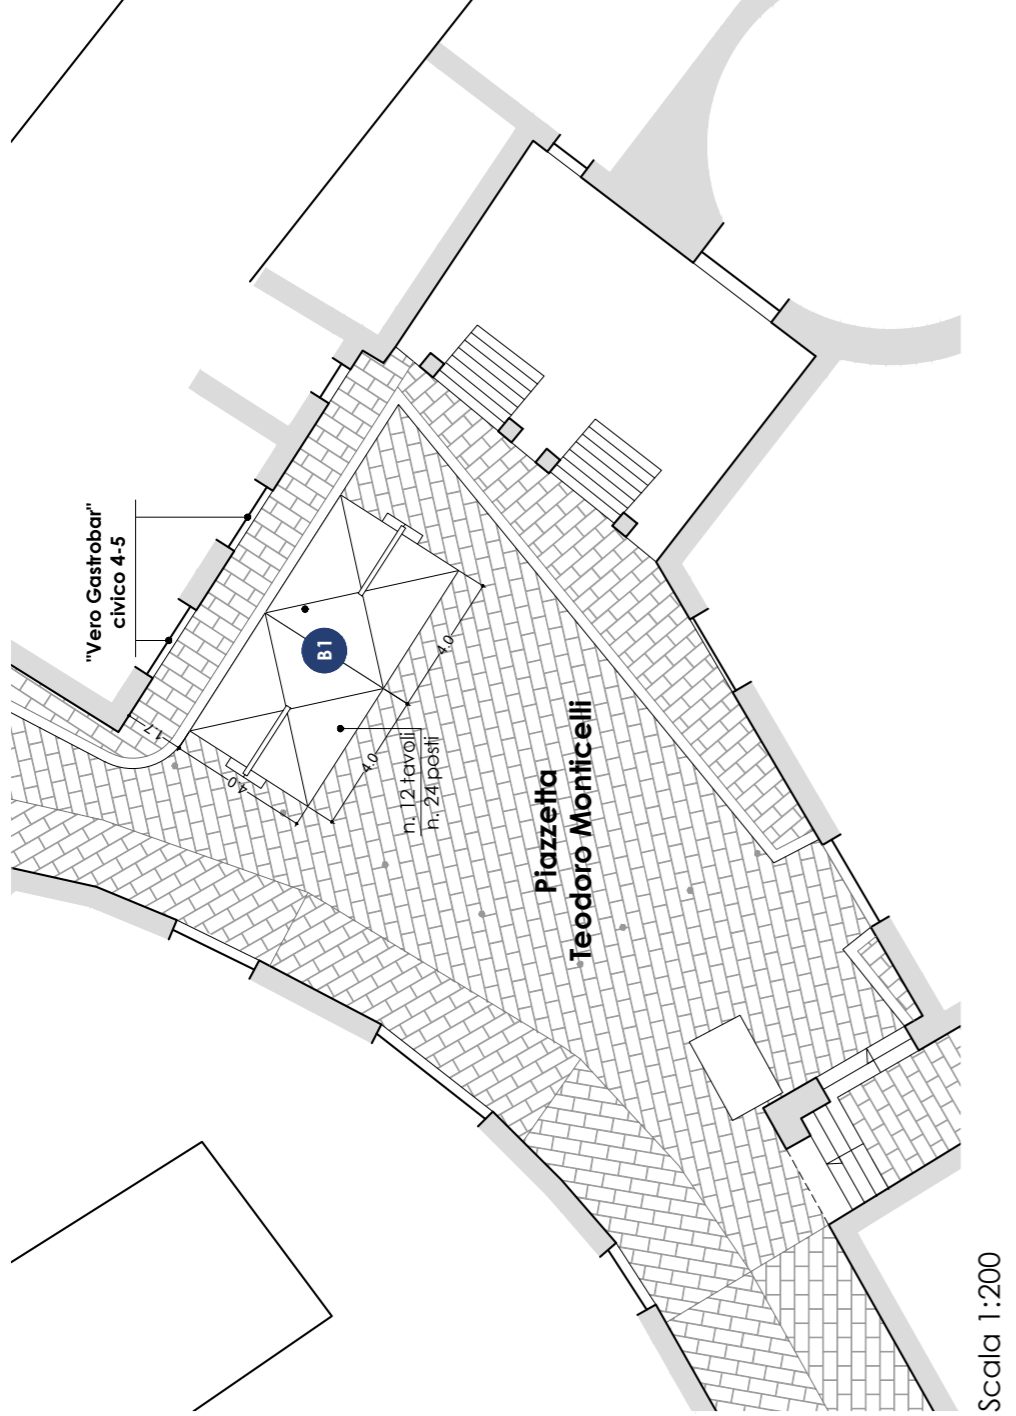 "Vero Gastrobar"
civico 4-5
B1
1.7
4.0
4.0
4.0
n. 12 tavoli
n. 24 posti
Piazzetta
Teodoro Monticelli
Scala 1:200